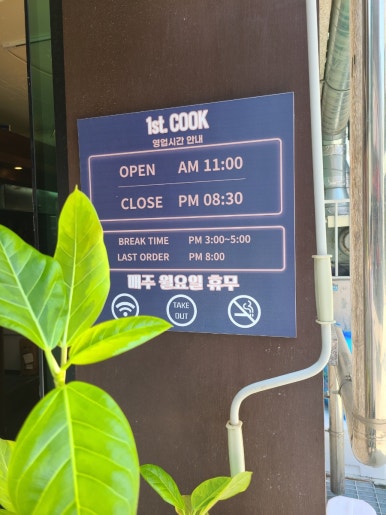 1st. COOK
영업시간 안내
OPEN AM 11:00
CLOSE PM 08:30
BREAK TIME PM 3:00~5:00
LAST ORDER PM 8:00
매주 월요일 휴무
TAKE
OUT